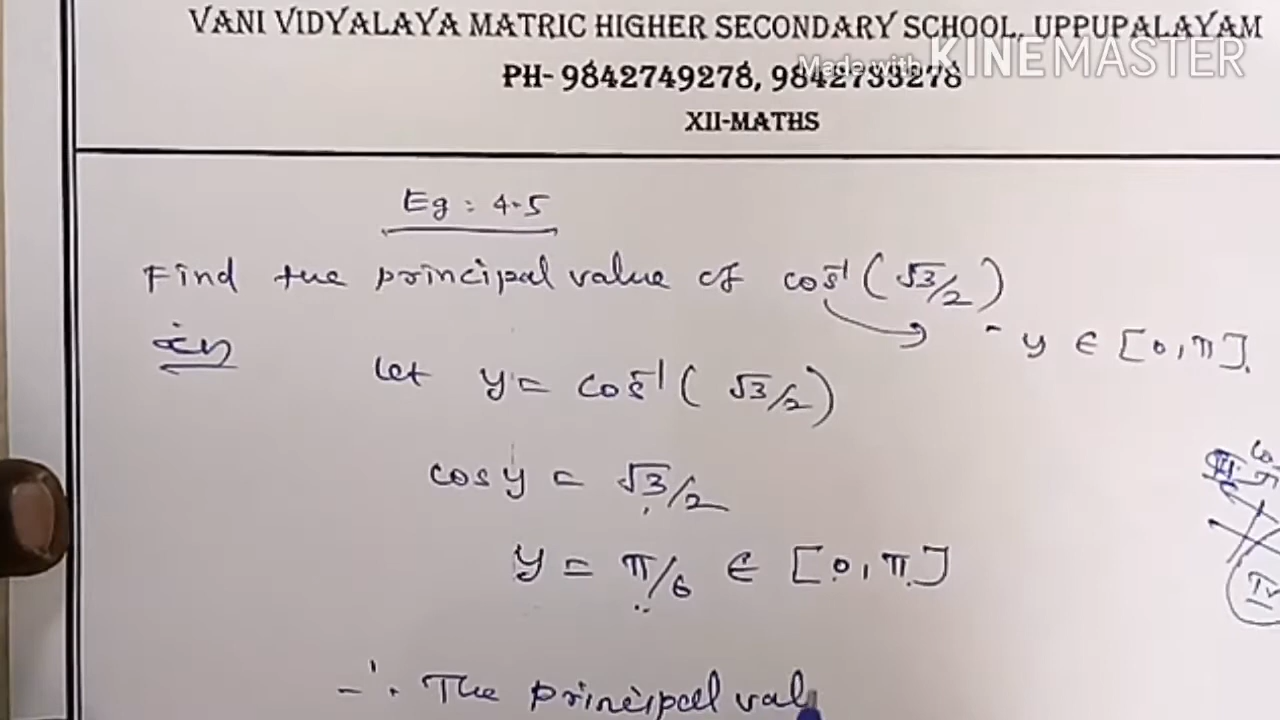 VANI VIDYALAYA MATRIC HIGHER SECONDARY SCHOOL, UPPUPALAYAM
PH- 9842749278, 9842733278
Made with KINEMASTER
XII-MATHS
Eg : 4.5
Find the principal value of cos⁻¹ (√3/2)
y ∈ [0, π].
Let y = cos⁻¹ (√3/2)
cos y = √3/2
y = π/6 ∈ [0, π]
∴ The principal val